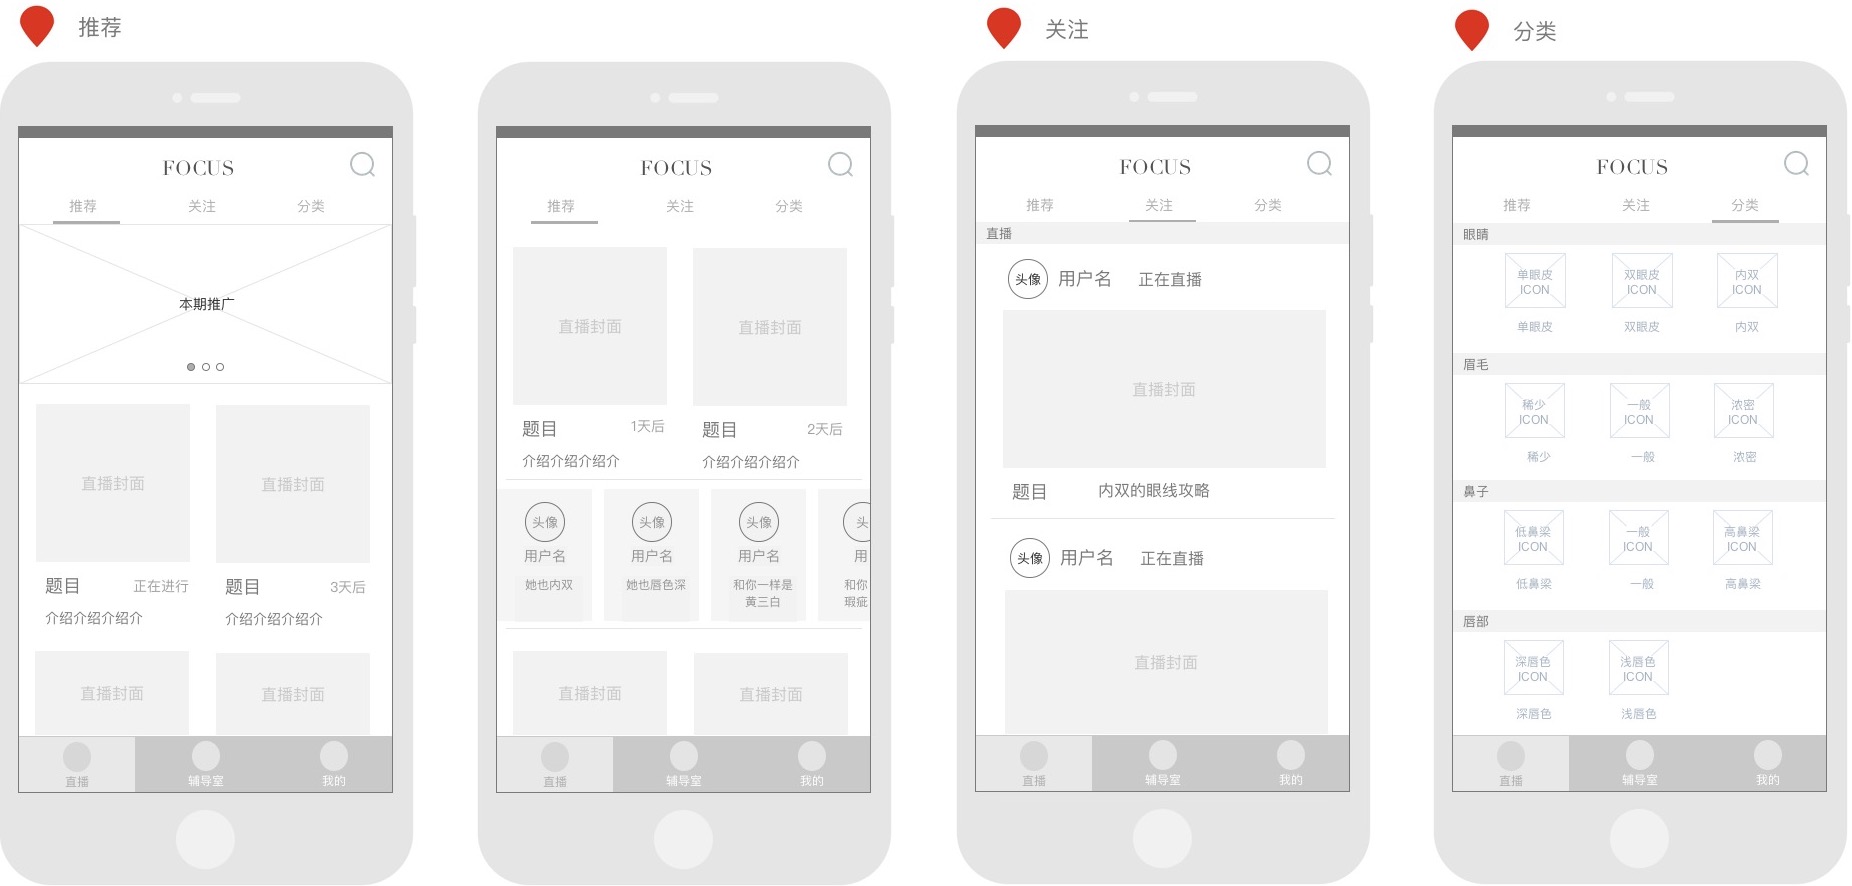 推荐
FOCUS
推荐 关注 分类
本期推广
直播封面 直播封面
题目 正在进行 题目 3天后
介绍介绍介绍介 介绍介绍介绍介
直播封面 直播封面
直播 辅导室 我的
FOCUS
推荐 关注 分类
直播封面 直播封面
题目 1天后 题目 2天后
介绍介绍介绍介 介绍介绍介绍介
头像 头像 头像 头
用户名 用户名 用户名 用
她也内双 她也唇色深 和你一样是 和你
黄三白 瑕疵
直播封面 直播封面
直播 辅导室 我的
关注
FOCUS
推荐 关注 分类
直播
头像 用户名 正在直播
直播封面
题目 内双的眼线攻略
头像 用户名 正在直播
直播封面
直播 辅导室 我的
分类
FOCUS
推荐 关注 分类
眼睛
单眼皮 双眼皮 内双
ICON ICON ICON
单眼皮 双眼皮 内双
眉毛
稀少 一般 浓密
ICON ICON ICON
稀少 一般 浓密
鼻子
低鼻梁 一般 高鼻梁
ICON ICON ICON
低鼻梁 一般 高鼻梁
唇部
深唇色 浅唇色
ICON ICON
深唇色 浅唇色
直播 辅导室 我的